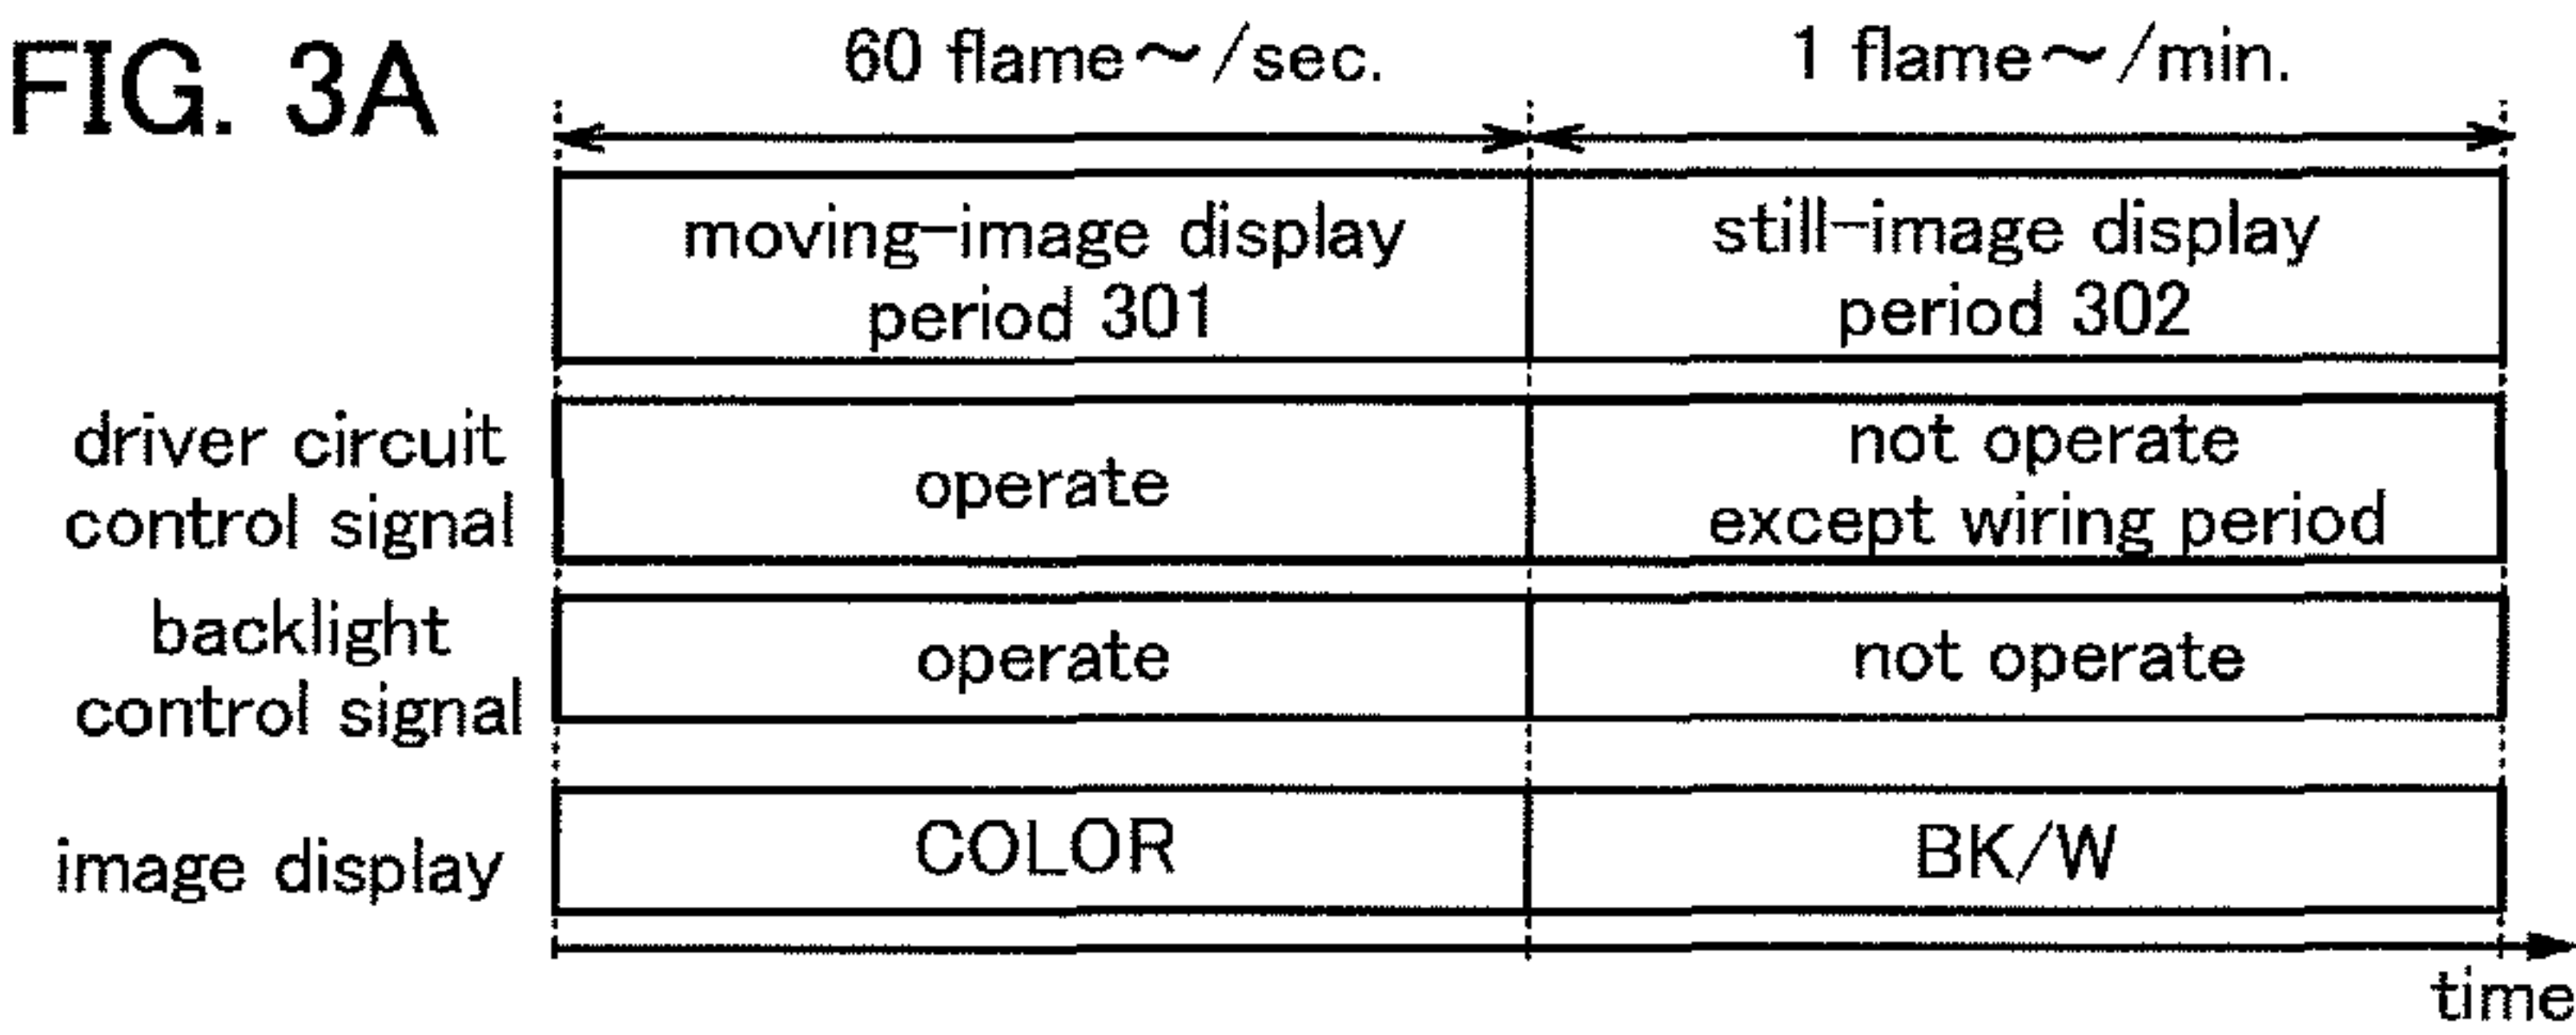 FIG. 3A
60 flame～/sec.
1 flame～/min.
moving-image display
period 301
still-image display
period 302
driver circuit
control signal
operate
not operate
except wiring period
backlight
control signal
operate
not operate
image display
COLOR
BK/W
time